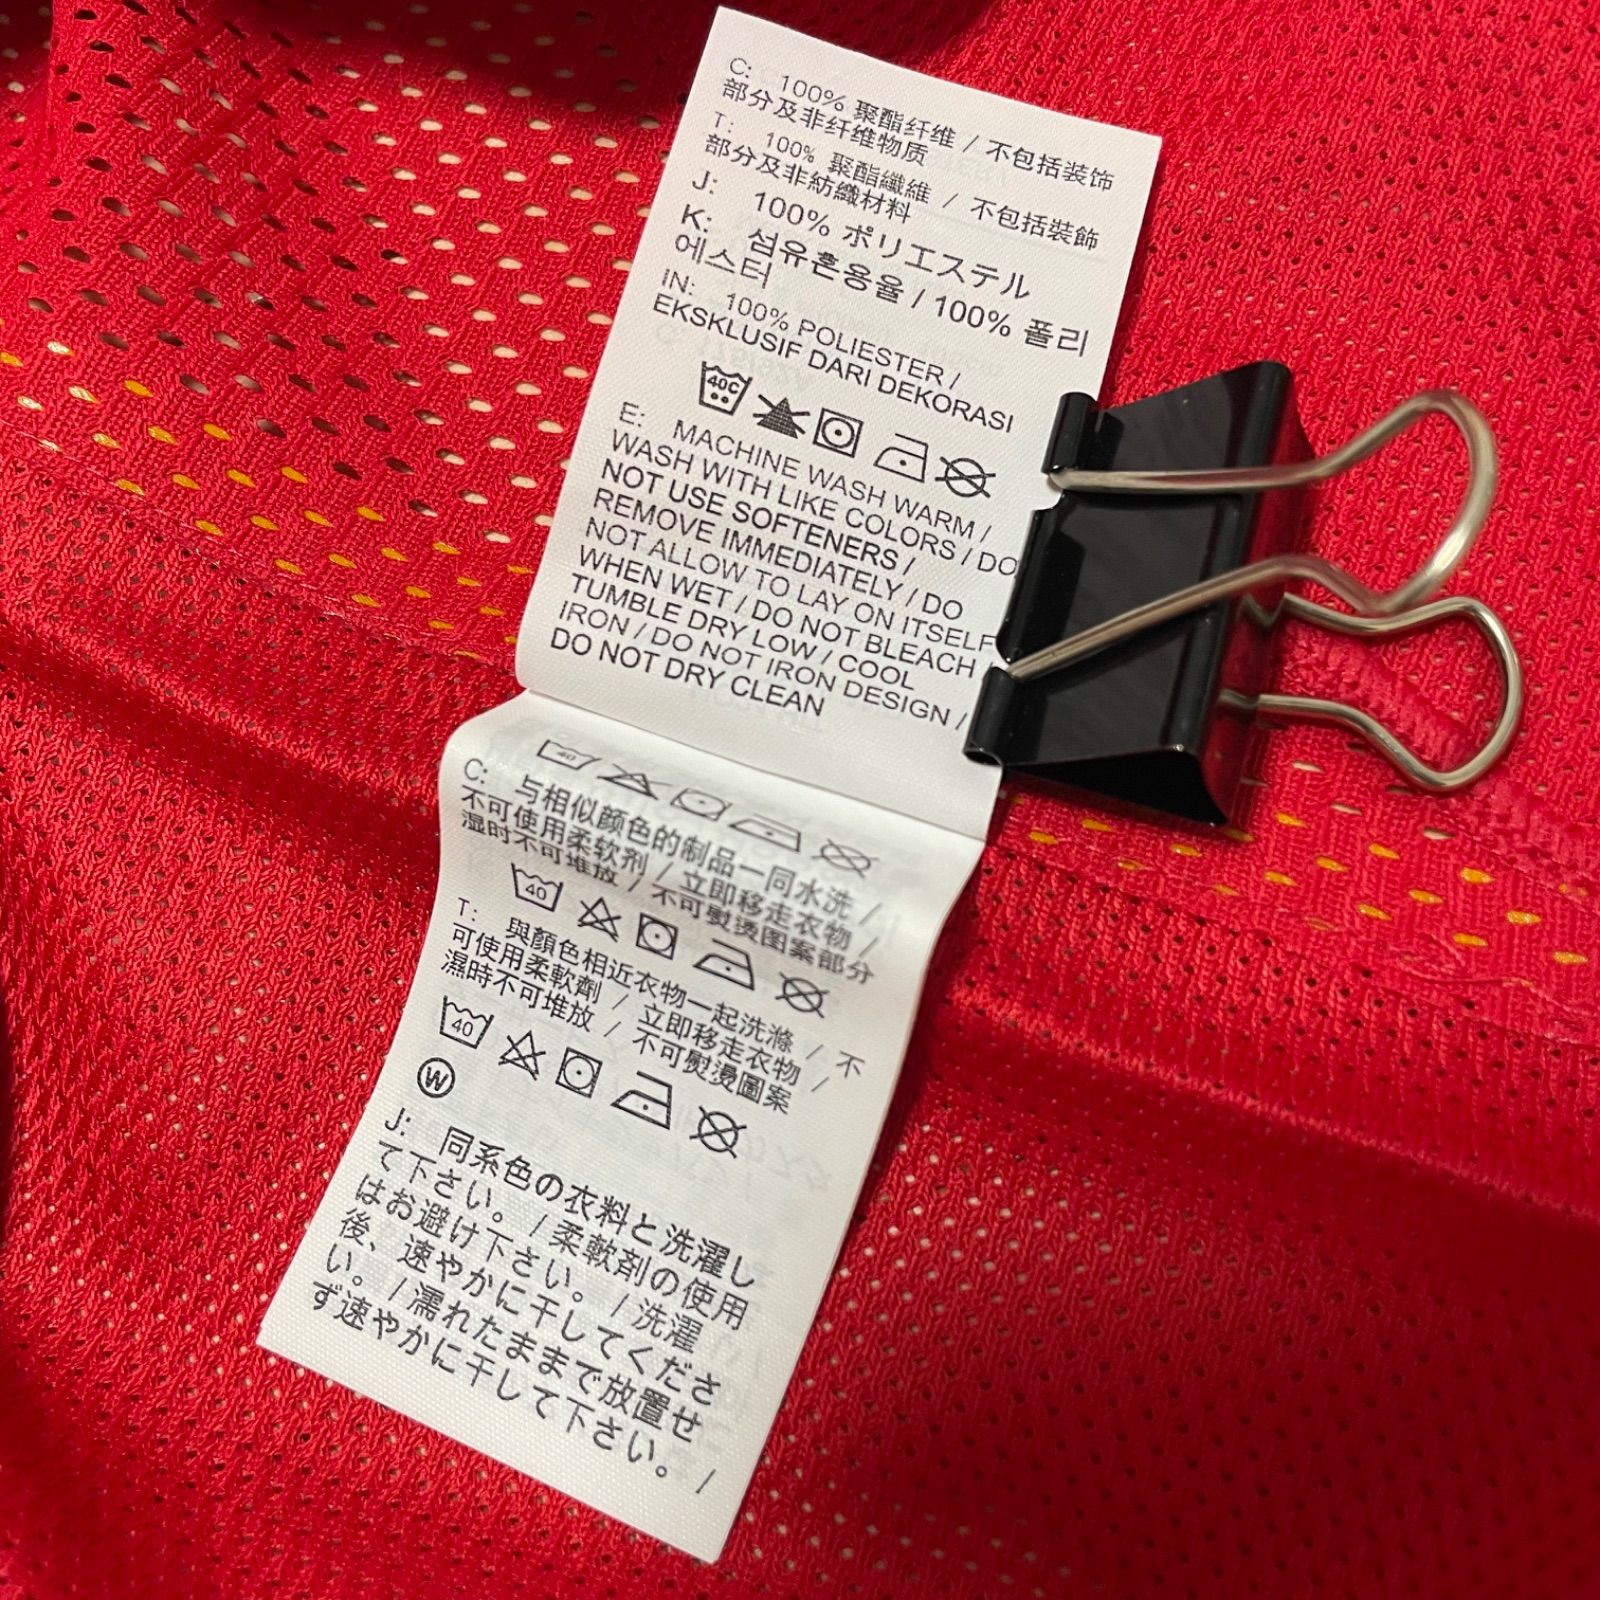 C: 100% 聚酯纤维 / 不包括装饰
部分及非纤维物质
T: 100% 聚酯纖維 / 不包括裝飾
部分及非紡織材料
J: 100% ポリエステル
K: 섬유혼용율 / 100% 폴리
에스터
IN: 100% POLIESTER /
EKSKLUSIF DARI DEKORASI
40C
E: MACHINE WASH WARM /
WASH WITH LIKE COLORS / DO
NOT USE SOFTENERS /
REMOVE IMMEDIATELY / DO
NOT ALLOW TO LAY ON ITSELF
WHEN WET / DO NOT BLEACH /
TUMBLE DRY LOW / COOL
IRON / DO NOT IRON DESIGN /
DO NOT DRY CLEAN
40
C: 与相似颜色的制品一同水洗 /
不可使用柔软剂 / 立即移走衣物 /
湿时不可堆放 / 不可熨烫图案部分
40
T: 與顏色相近衣物一起洗滌 / 不
可使用柔軟劑 / 立即移走衣物 /
濕時不可堆放 / 不可熨燙圖案
40
W
J: 同系色の衣料と洗濯し
て下さい。/ 柔軟剤の使用
はお避け下さい。/ 洗濯
後、速やかに干してくださ
い。/ 濡れたままで放置せ
ず速やかに干して下さい。/